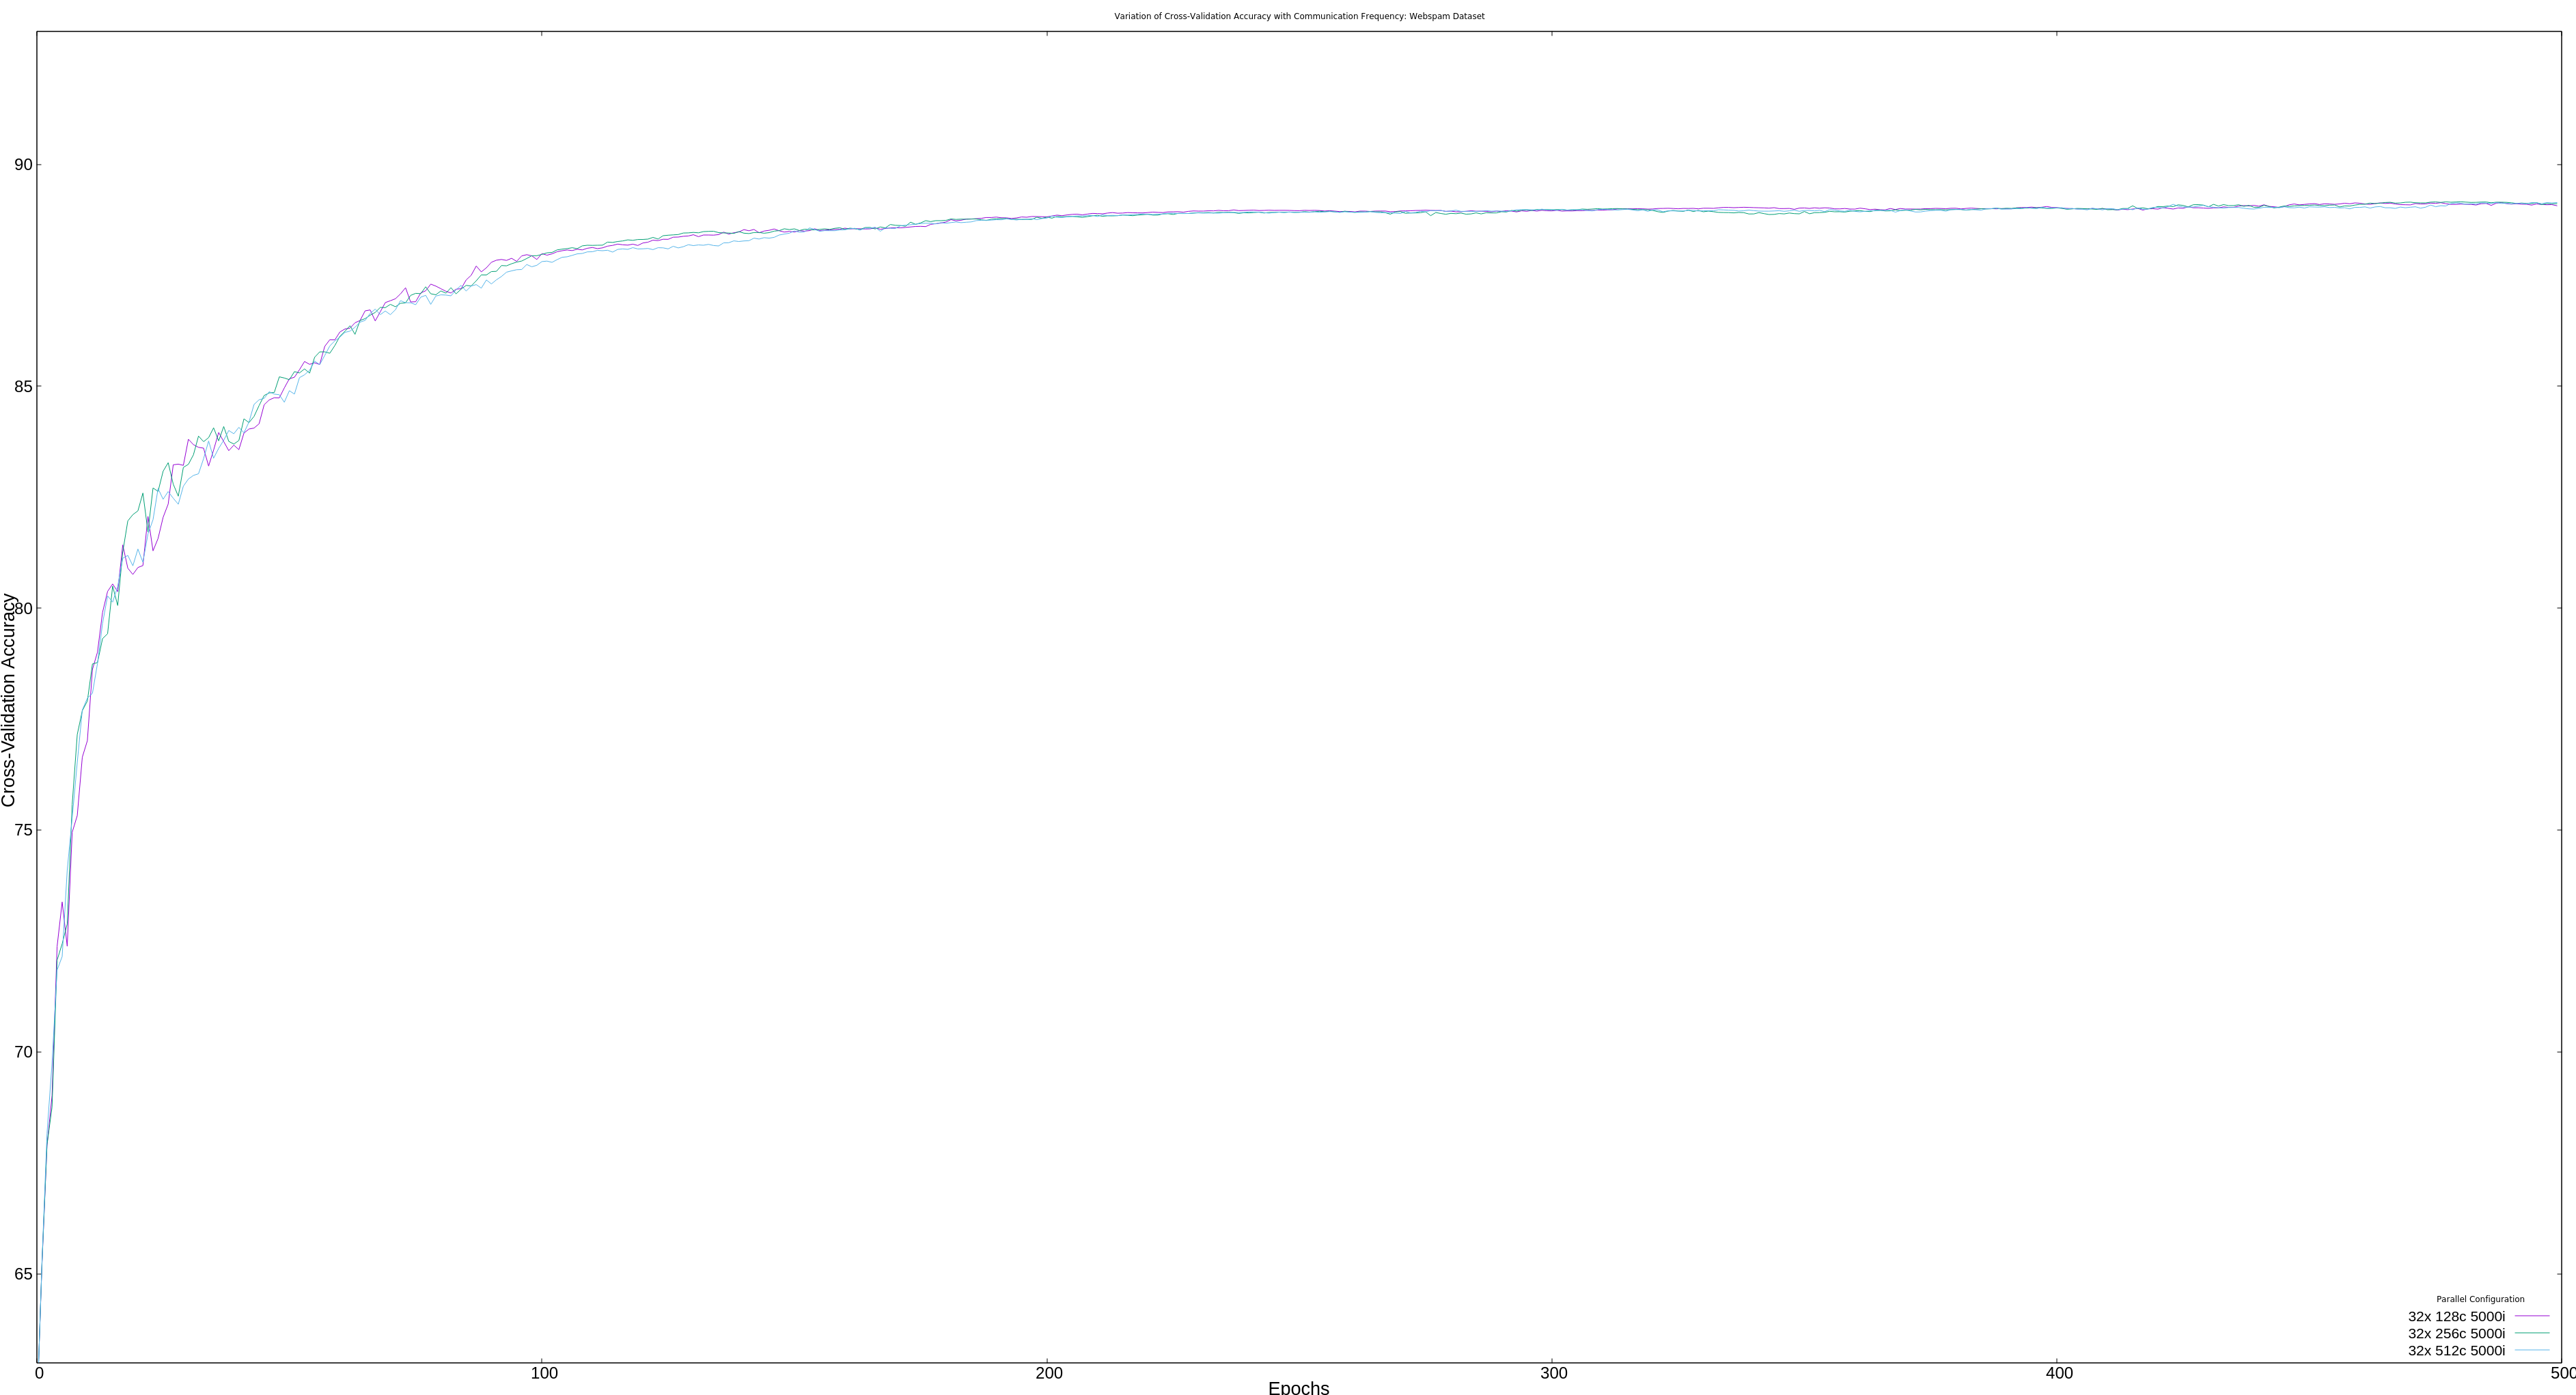 Variation of Cross-Validation Accuracy with Communication Frequency: Webspam Dataset
90
85
80
75
70
65
Cross-Validation Accuracy
Parallel Configuration
32x 128c 5000i
32x 256c 5000i
32x 512c 5000i
0 100 200 300 400 500
Epochs